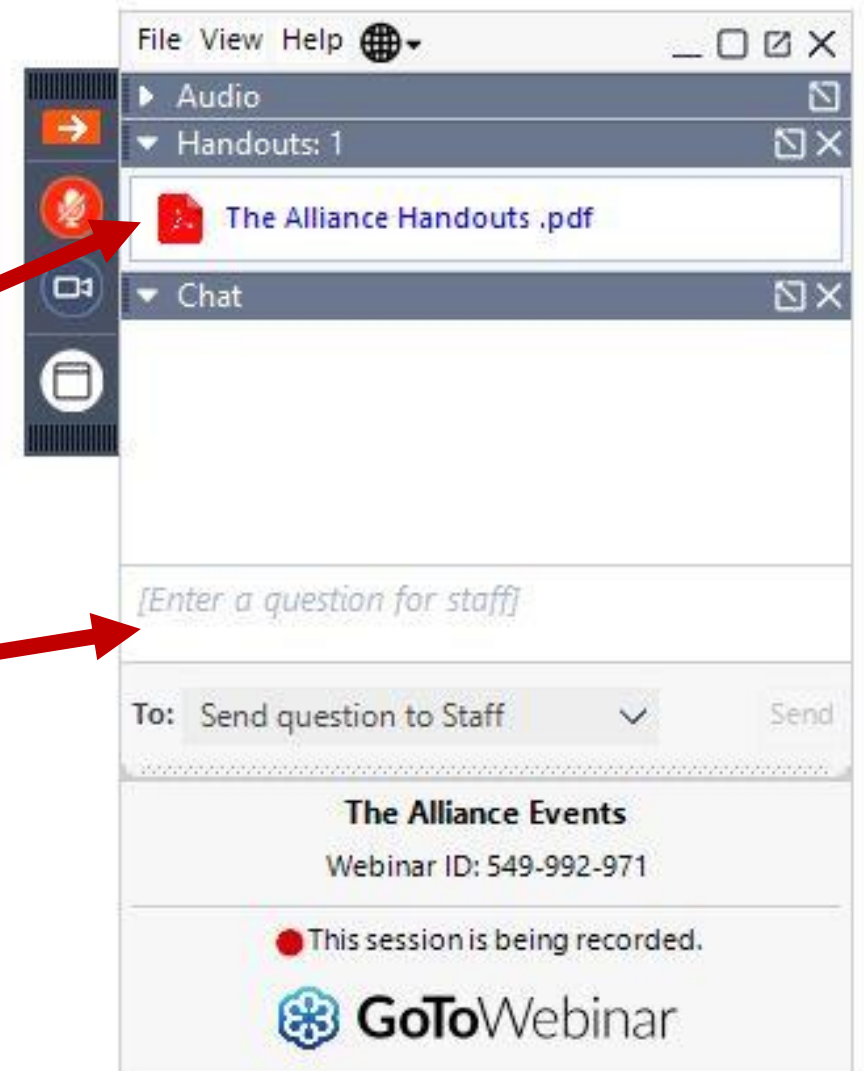 File View Help
Audio
Handouts: 1
The Alliance Handouts .pdf
Chat
[Enter a question for staff]
To: Send question to Staff Send
The Alliance Events
Webinar ID: 549-992-971
This session is being recorded.
GoToWebinar